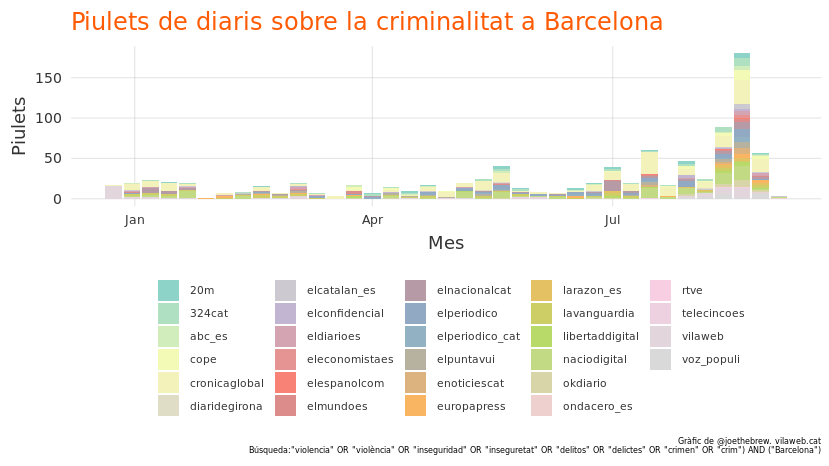 Piulets de diaris sobre la criminalitat a Barcelona
Piulets
150
100
50
0
Jan Apr Jul
Mes
20m elcatalan_es elnacionalcat larazon_es rtve
324cat elconfidencial elperiodico lavanguardia telecincoes
abc_es eldiarioes elperiodico_cat libertaddigital vilaweb
cope eleconomistaes elpuntavui naciodigital voz_populi
cronicaglobal elespanolcom enoticiescat okdiario
diaridegirona elmundoes europapress ondacero_es
Gràfic de @joethebrew. vilaweb.cat
Búsqueda:"violencia" OR "violència" OR "inseguridad" OR "inseguretat" OR "delitos" OR "delictes" OR "crimen" OR "crim") AND ("Barcelona")